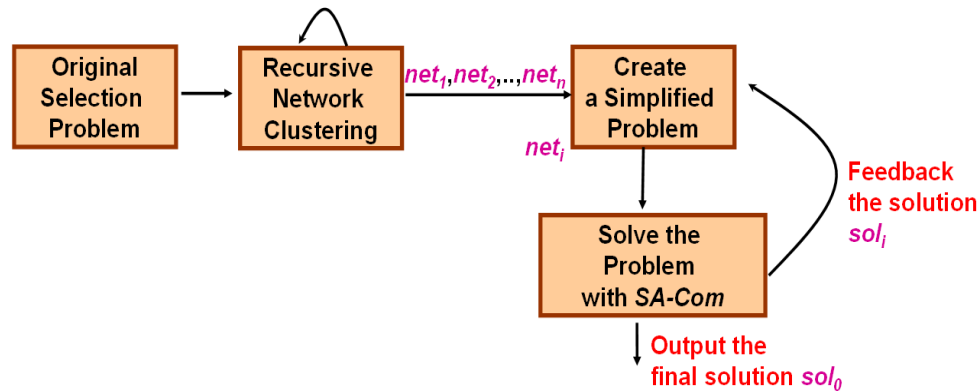 Original
Selection
Problem
Recursive
Network
Clustering
net₁,net₂,..,netₙ
Create
a Simplified
Problem
netᵢ
Solve the
Problem
with SA-Com
Feedback
the solution
solᵢ
Output the
final solution sol₀